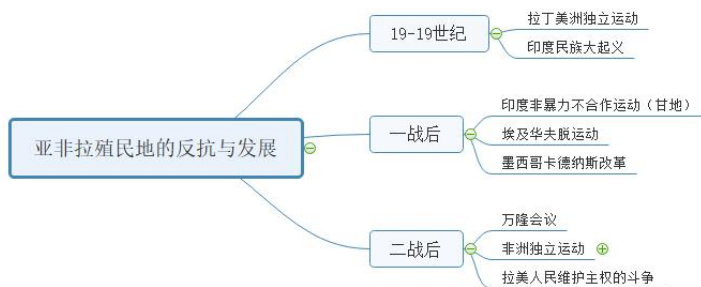 亚非拉殖民地的反抗与发展
19-19世纪
拉丁美洲独立运动
印度民族大起义
一战后
印度非暴力不合作运动（甘地）
埃及华夫脱运动
墨西哥卡德纳斯改革
二战后
万隆会议
非洲独立运动
拉美人民维护主权的斗争